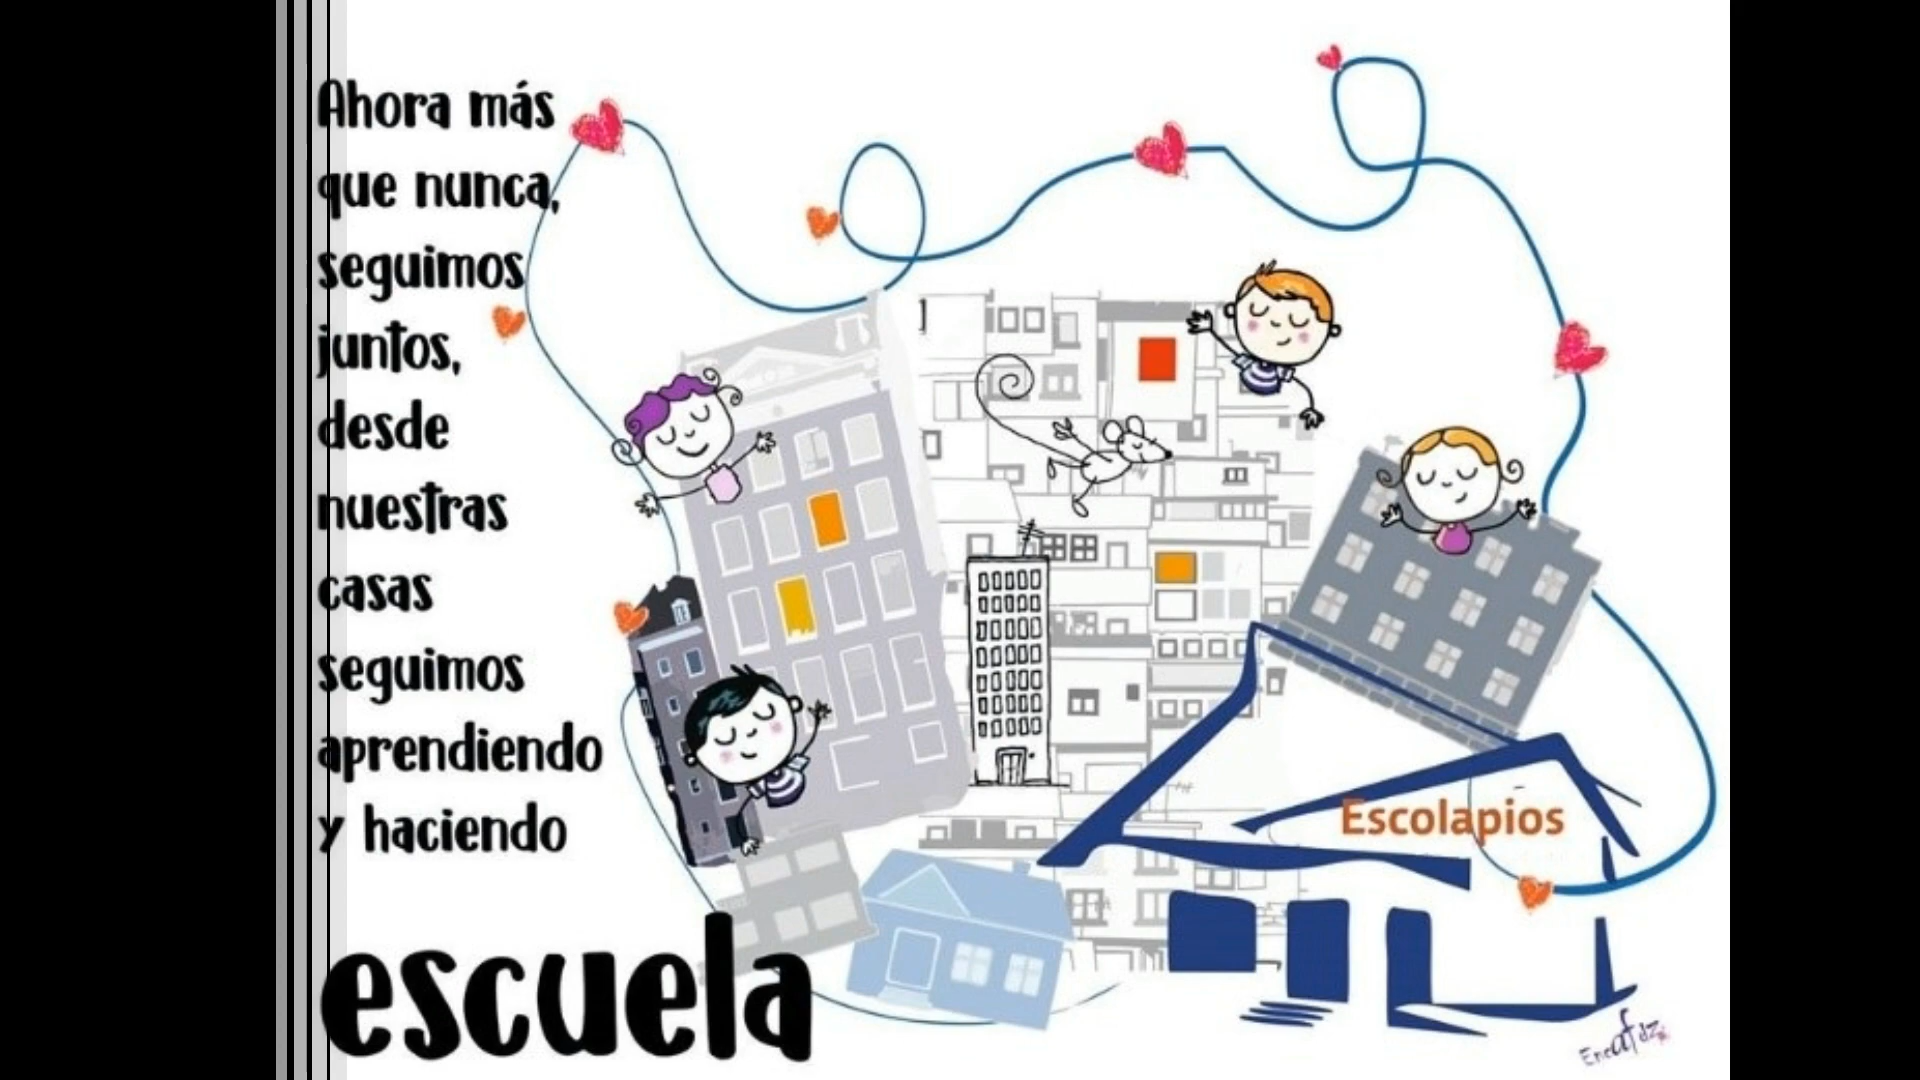 Ahora más
que nunca,
seguimos
juntos,
desde
nuestras
casas
seguimos
aprendiendo
y haciendo
escuela
Escolapios